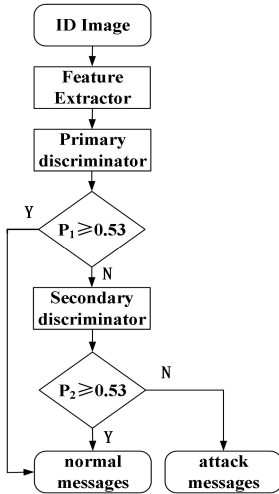 ID Image
Feature
Extractor
Primary
discriminator
Y
P₁≥0.53
N
Secondary
discriminator
N
P₂≥0.53
Y
normal
messages
attack
messages